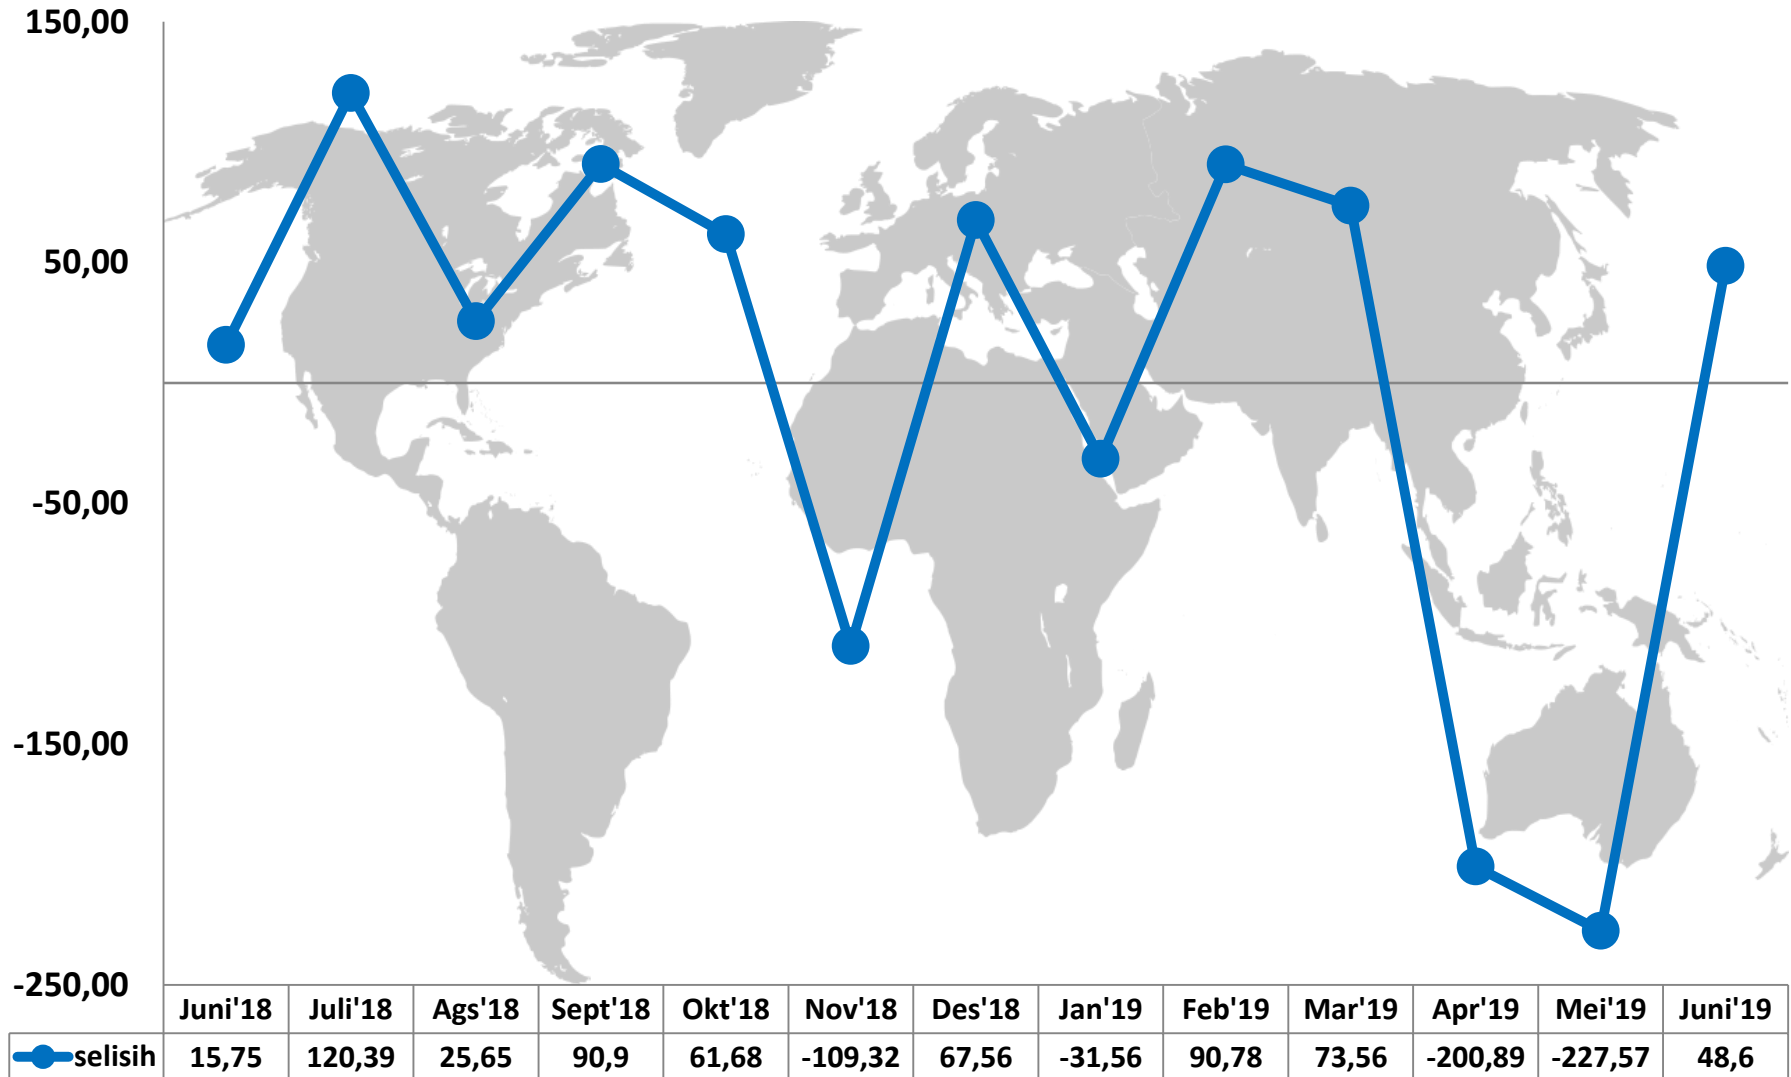 150,00
50,00
-50,00
-150,00
-250,00
Juni'18 Juli'18 Ags'18 Sept'18 Okt'18 Nov'18 Des'18 Jan'19 Feb'19 Mar'19 Apr'19 Mei'19 Juni'19
selisih 15,75 120,39 25,65 90,9 61,68 -109,32 67,56 -31,56 90,78 73,56 -200,89 -227,57 48,6